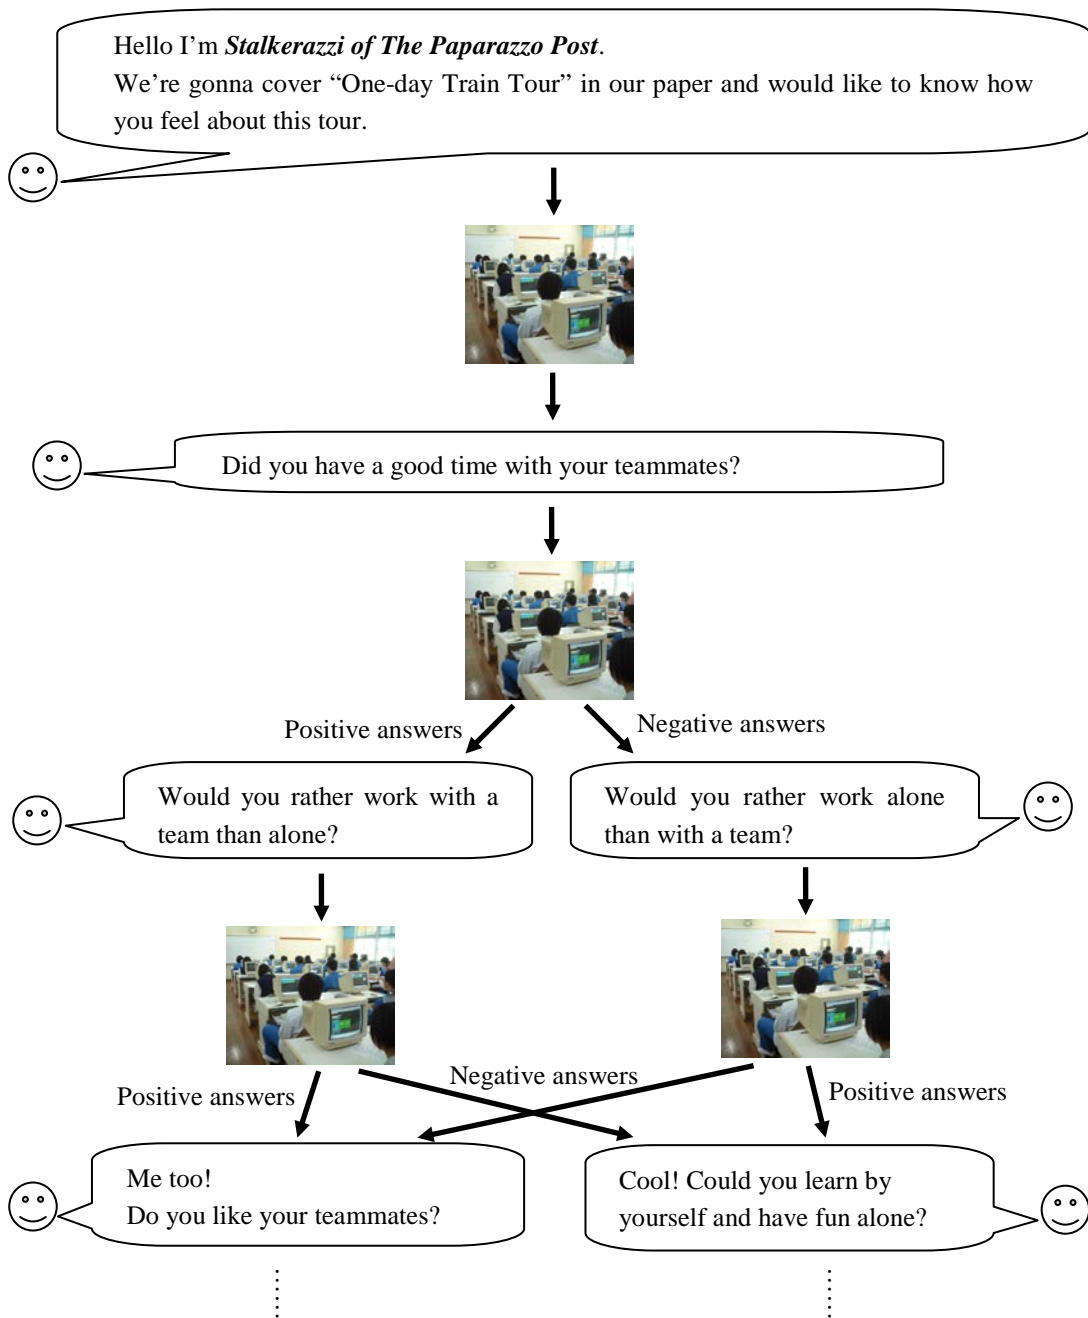 Hello I’m Stalkerazzi of The Paparazzo Post.
We’re gonna cover “One-day Train Tour” in our paper and would like to know how
you feel about this tour.
Did you have a good time with your teammates?
Positive answers
Negative answers
Would you rather work with a
team than alone?
Would you rather work alone
than with a team?
Positive answers
Negative answers
Positive answers
Me too!
Do you like your teammates?
Cool! Could you learn by
yourself and have fun alone?